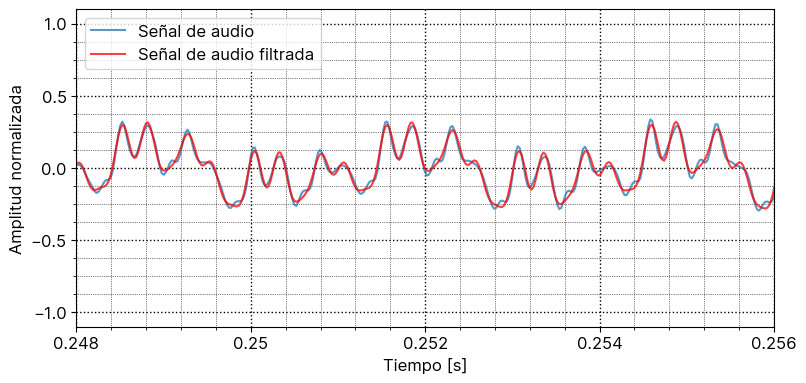 Señal de audio
Señal de audio filtrada
Amplitud normalizada
1.0
0.5
0.0
−0.5
−1.0
0.248
0.25
0.252
0.254
0.256
Tiempo [s]